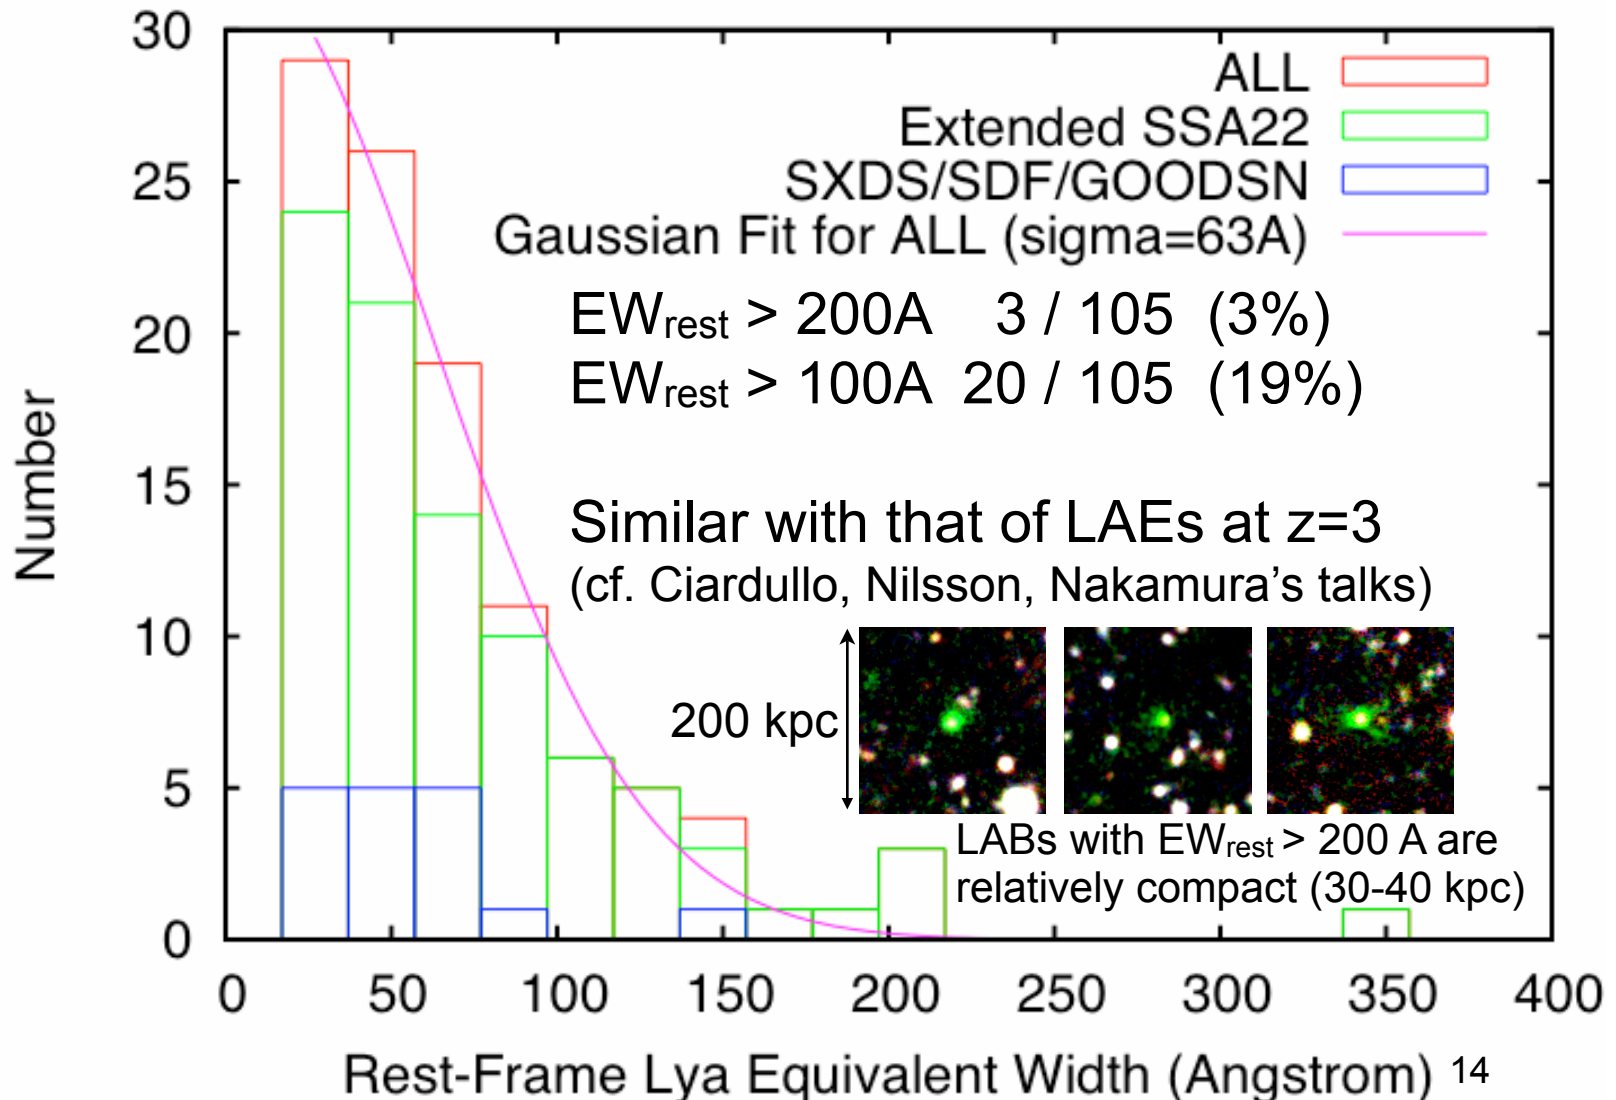 30
25
20
15
10
5
0
Number
ALL
Extended SSA22
SXDS/SDF/GOODSN
Gaussian Fit for ALL (sigma=63A)
EWrest > 200A 3 / 105 (3%)
EWrest > 100A 20 / 105 (19%)
Similar with that of LAEs at z=3
(cf. Ciardullo, Nilsson, Nakamura’s talks)
200 kpc
LABs with EWrest > 200 A are
relatively compact (30-40 kpc)
0 50 100 150 200 250 300 350 400
Rest-Frame Lya Equivalent Width (Angstrom)
14